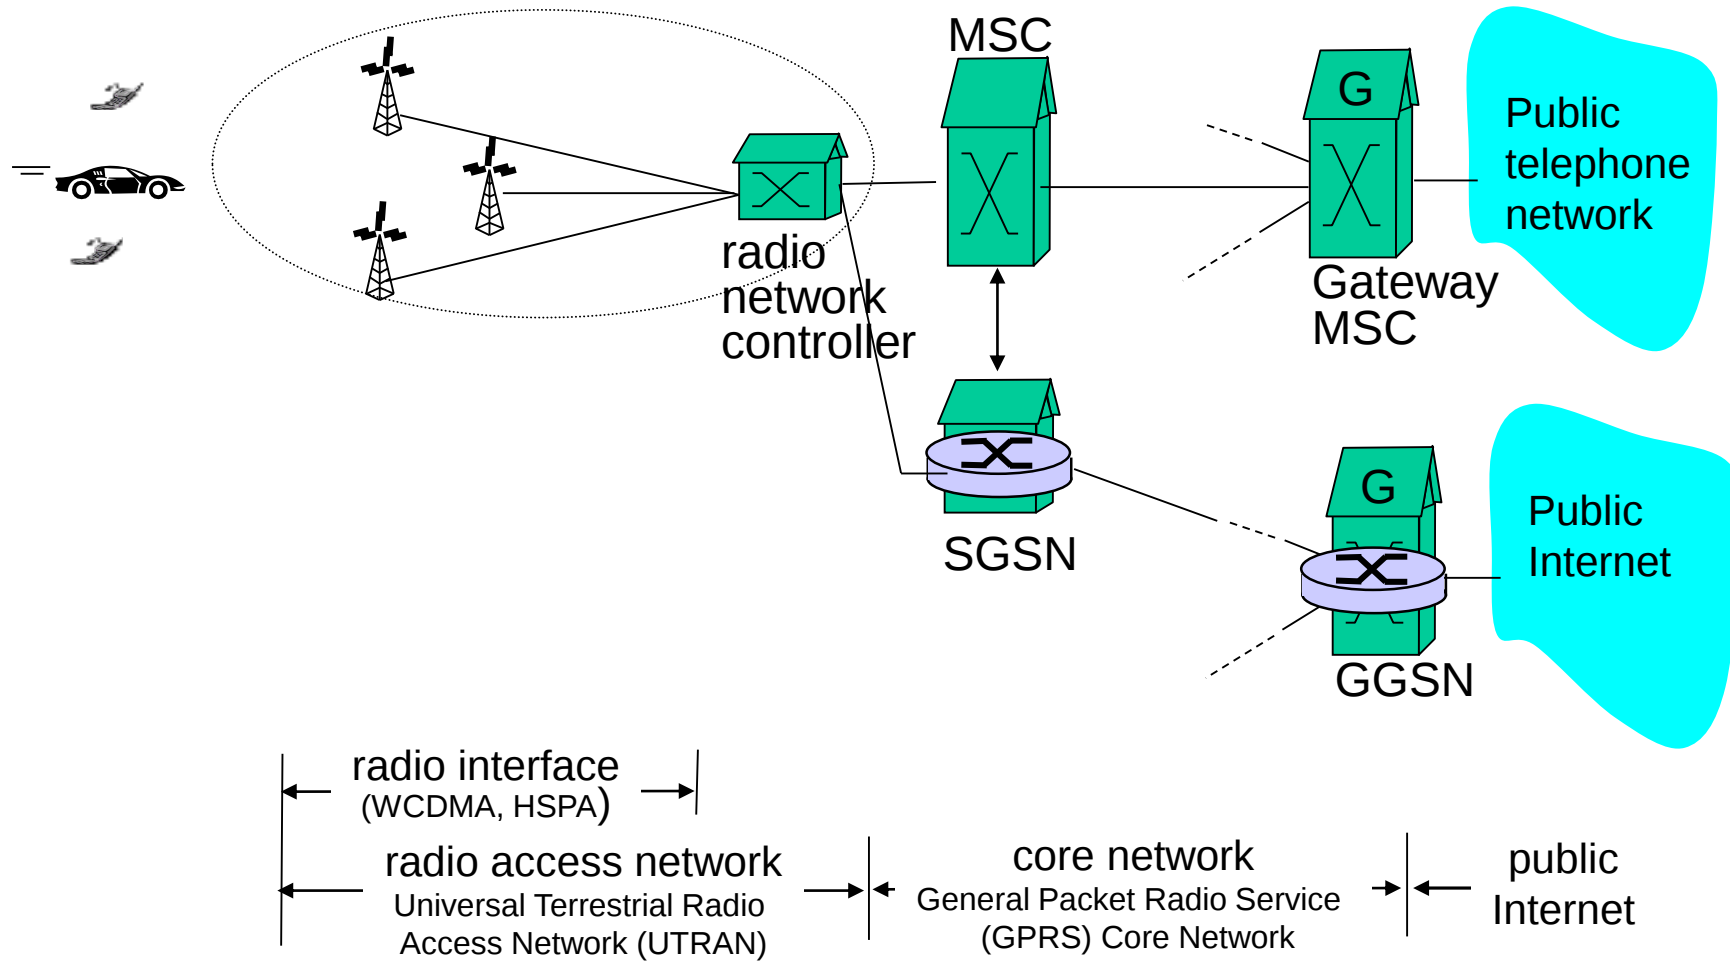 MSC
G
Public
telephone
network
radio
network
controller
Gateway
MSC
G
Public
Internet
SGSN
GGSN
radio interface
(WCDMA, HSPA)
radio access network
Universal Terrestrial Radio
Access Network (UTRAN)
core network
General Packet Radio Service
(GPRS) Core Network
public
Internet